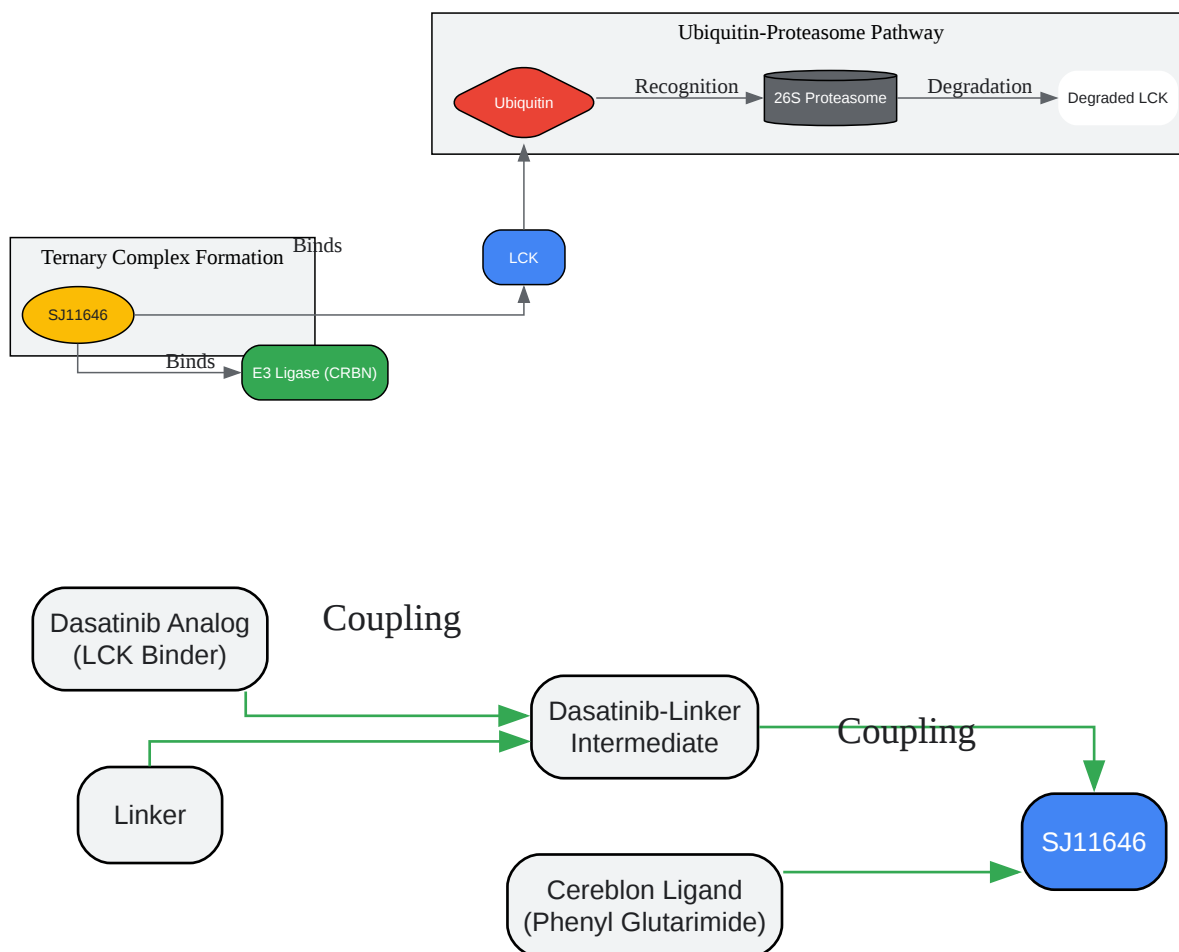 Ubiquitin-Proteasome Pathway
Ubiquitin
Recognition
26S Proteasome
Degradation
Degraded LCK
Binds
Ternary Complex Formation
LCK
SJ11646
Binds
E3 Ligase (CRBN)
Dasatinib Analog
(LCK Binder)
Coupling
Dasatinib-Linker
Intermediate
Coupling
Linker
SJ11646
Cereblon Ligand
(Phenyl Glutarimide)